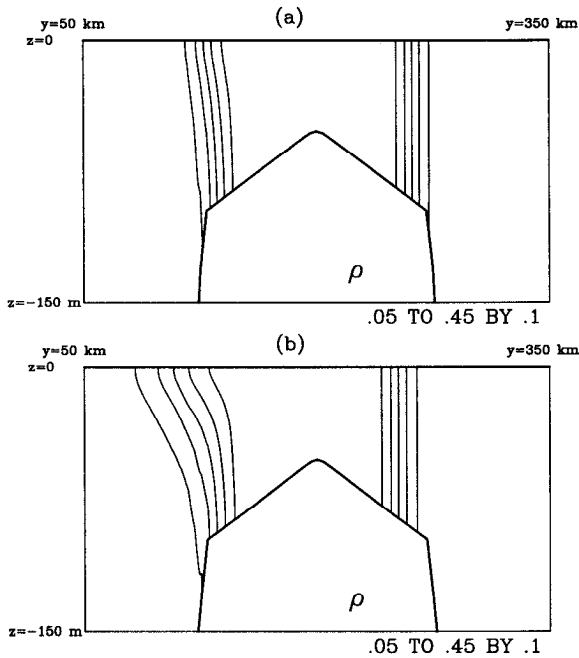 (a)
y=50 km y=350 km
z=0
ρ
z=-150 m
.05 TO .45 BY .1
(b)
y=50 km y=350 km
z=0
ρ
z=-150 m
.05 TO .45 BY .1